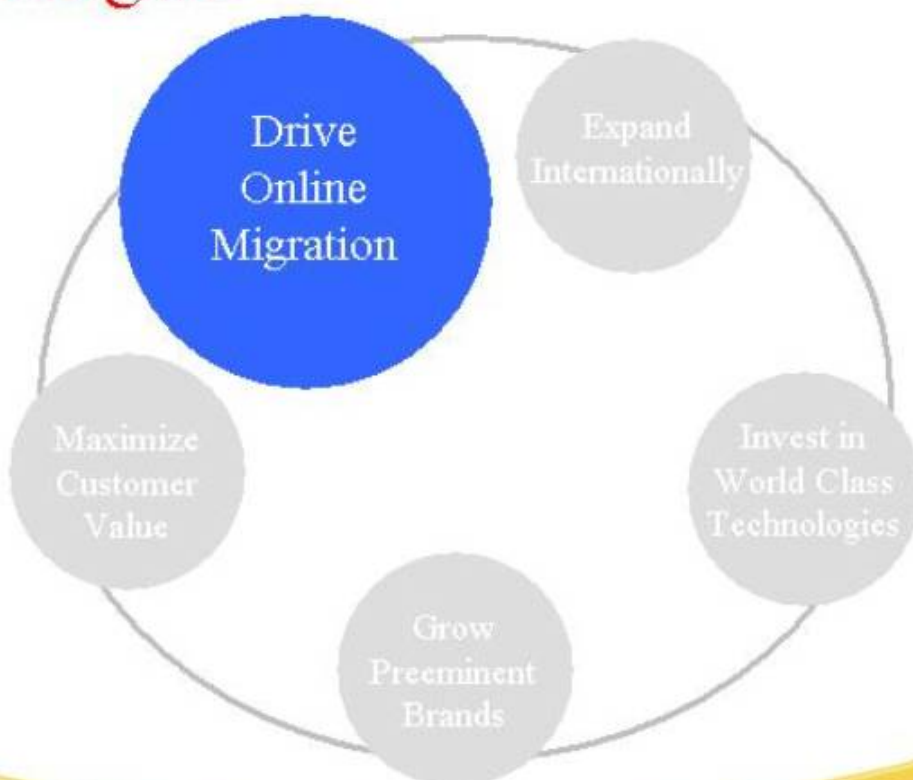 Drive
Online
Migration
Expand
Internationally
Maximize
Customer
Value
Invest in
World Class
Technologies
Grow
Preeminent
Brands